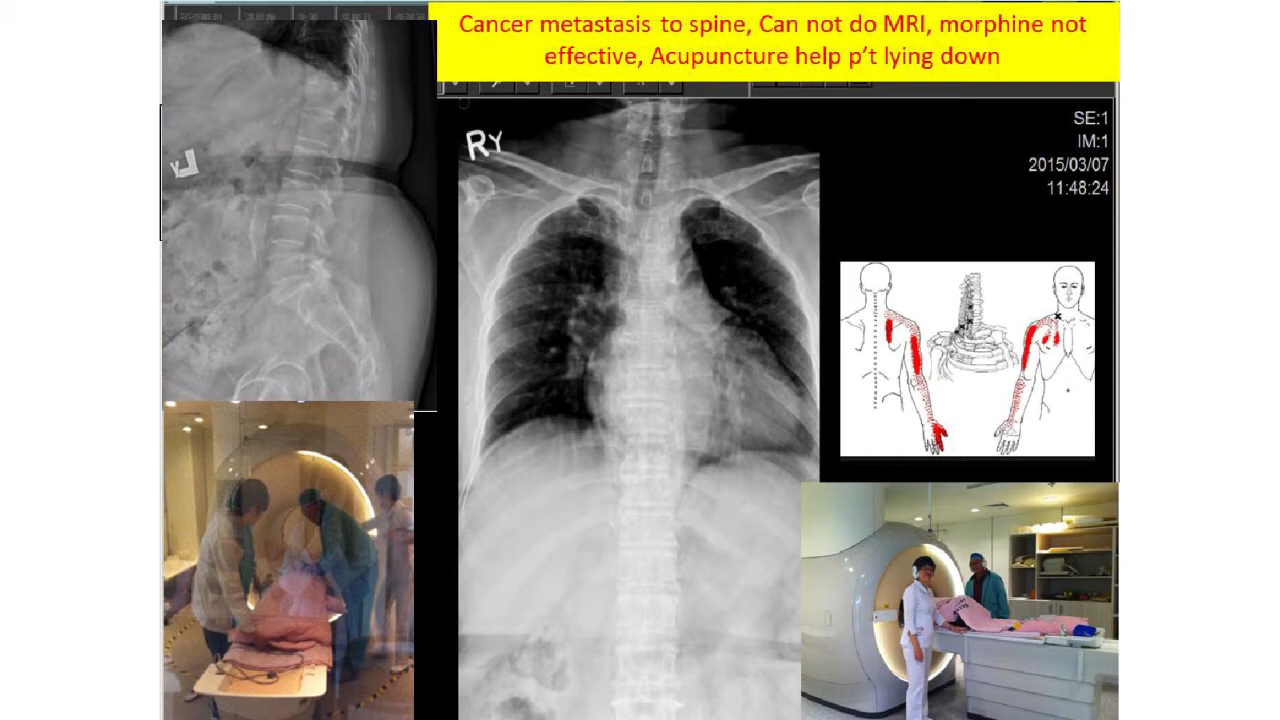 Cancer metastasis to spine, Can not do MRI, morphine not
effective, Acupuncture help p't lying down
RY
SE:1
IM:1
2015/03/07
11:48:24